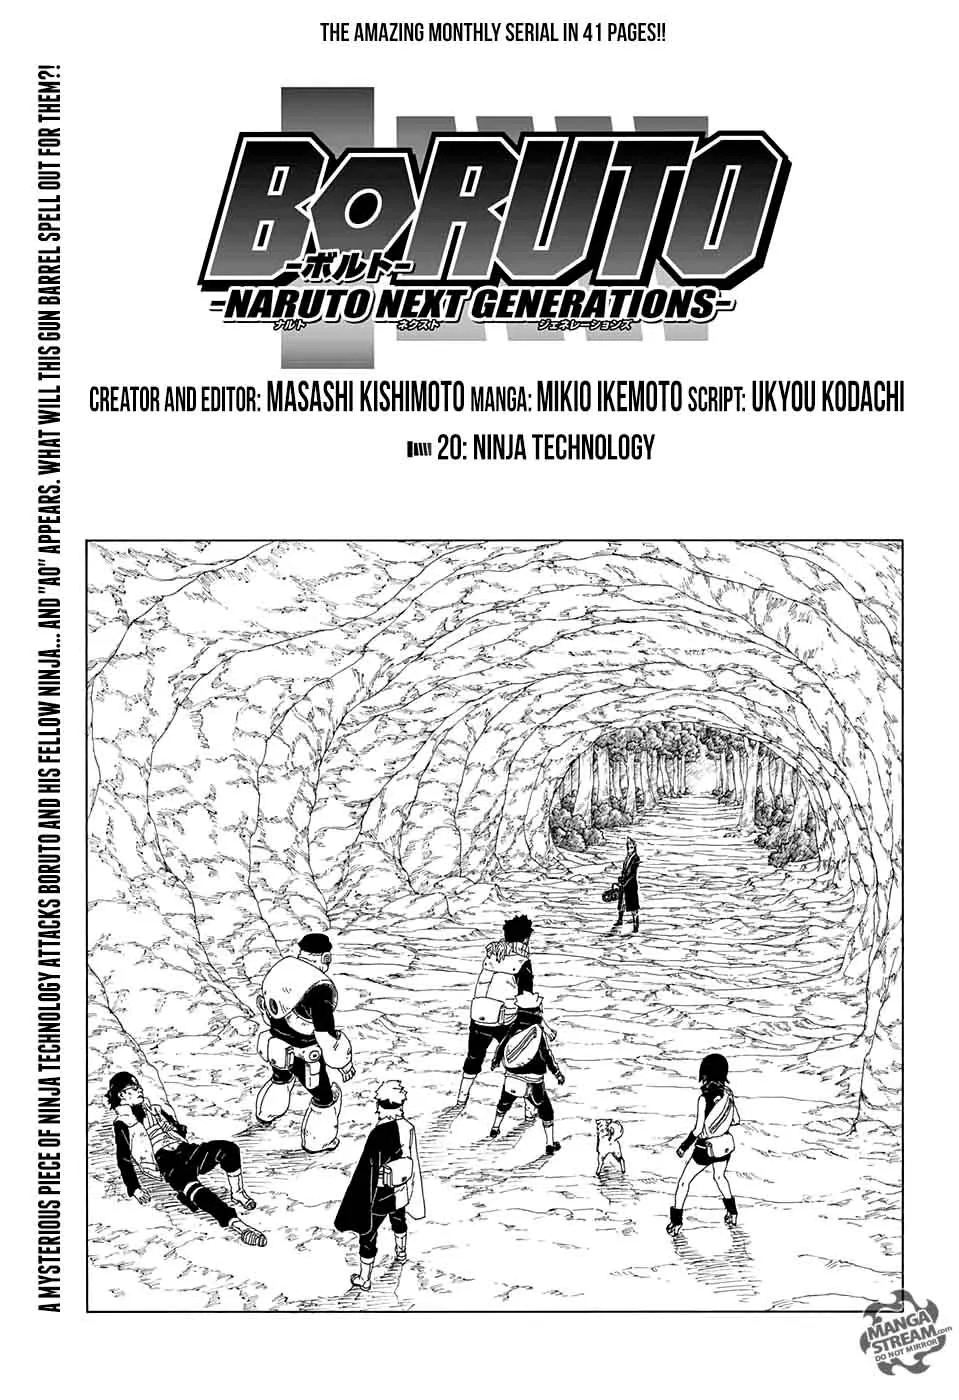 THE AMAZING MONTHLY SERIAL IN 41 PAGES!!
BORUTO
-ボルト-
-NARUTO NEXT GENERATIONS-
ナルト ネクスト ジェネレーションズ
CREATOR AND EDITOR: MASASHI KISHIMOTO MANGA: MIKIO IKEMOTO SCRIPT: UKYOU KODACHI
20: NINJA TECHNOLOGY
A MYSTERIOUS PIECE OF NINJA TECHNOLOGY ATTACKS BORUTO AND HIS FELLOW NINJA... AND "AO" APPEARS. WHAT WILL THIS GUN BARREL SPELL OUT FOR THEM?!
MANGA
STREAM.com
DO NOT MIRROR